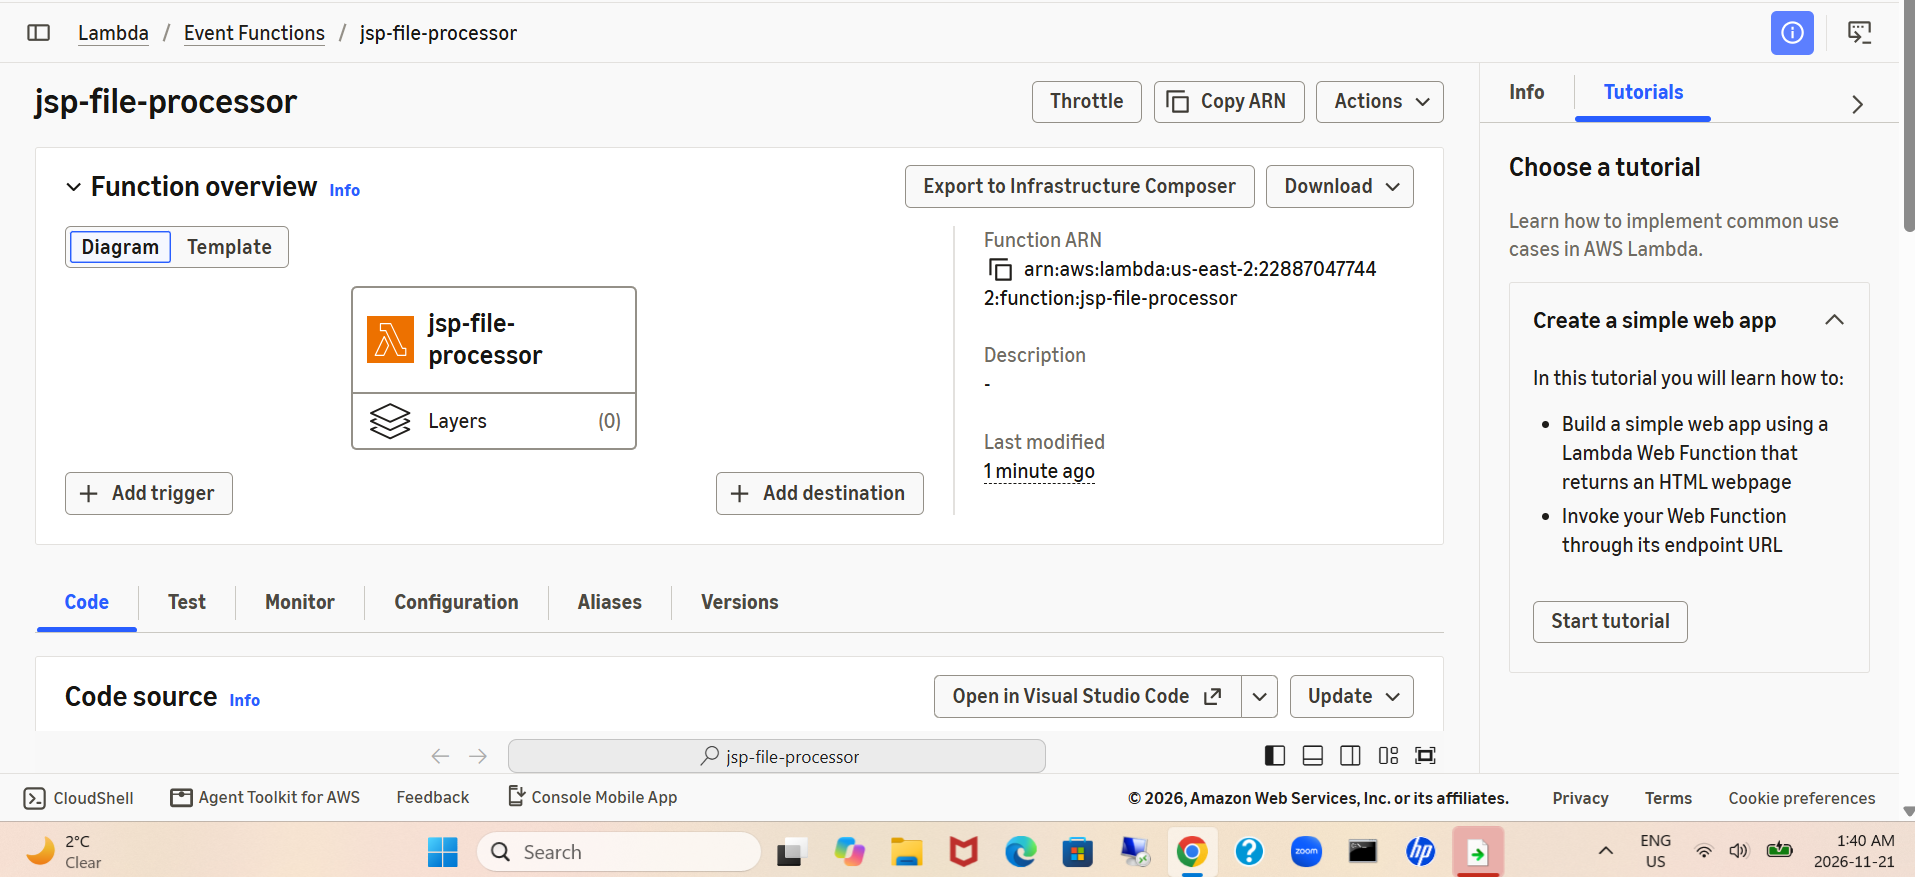 Lambda / Event Functions / jsp-file-processor
jsp-file-processor
Throttle
Copy ARN
Actions
Function overview Info
Export to Infrastructure Composer
Download
Diagram
Template
jsp-file-
processor
Layers
(0)
Add trigger
Add destination
Function ARN
arn:aws:lambda:us-east-2:22887047744
2:function:jsp-file-processor
Description
-
Last modified
1 minute ago
Code
Test
Monitor
Configuration
Aliases
Versions
Code source Info
Open in Visual Studio Code
Update
jsp-file-processor
Info
Tutorials
Choose a tutorial
Learn how to implement common use
cases in AWS Lambda.
Create a simple web app
In this tutorial you will learn how to:
• Build a simple web app using a
Lambda Web Function that
returns an HTML webpage
• Invoke your Web Function
through its endpoint URL
Start tutorial
CloudShell
Agent Toolkit for AWS
Feedback
Console Mobile App
© 2026, Amazon Web Services, Inc. or its affiliates.
Privacy
Terms
Cookie preferences
2°C
Clear
Search
zoom
hp
ENG
US
1:40 AM
2026-11-21